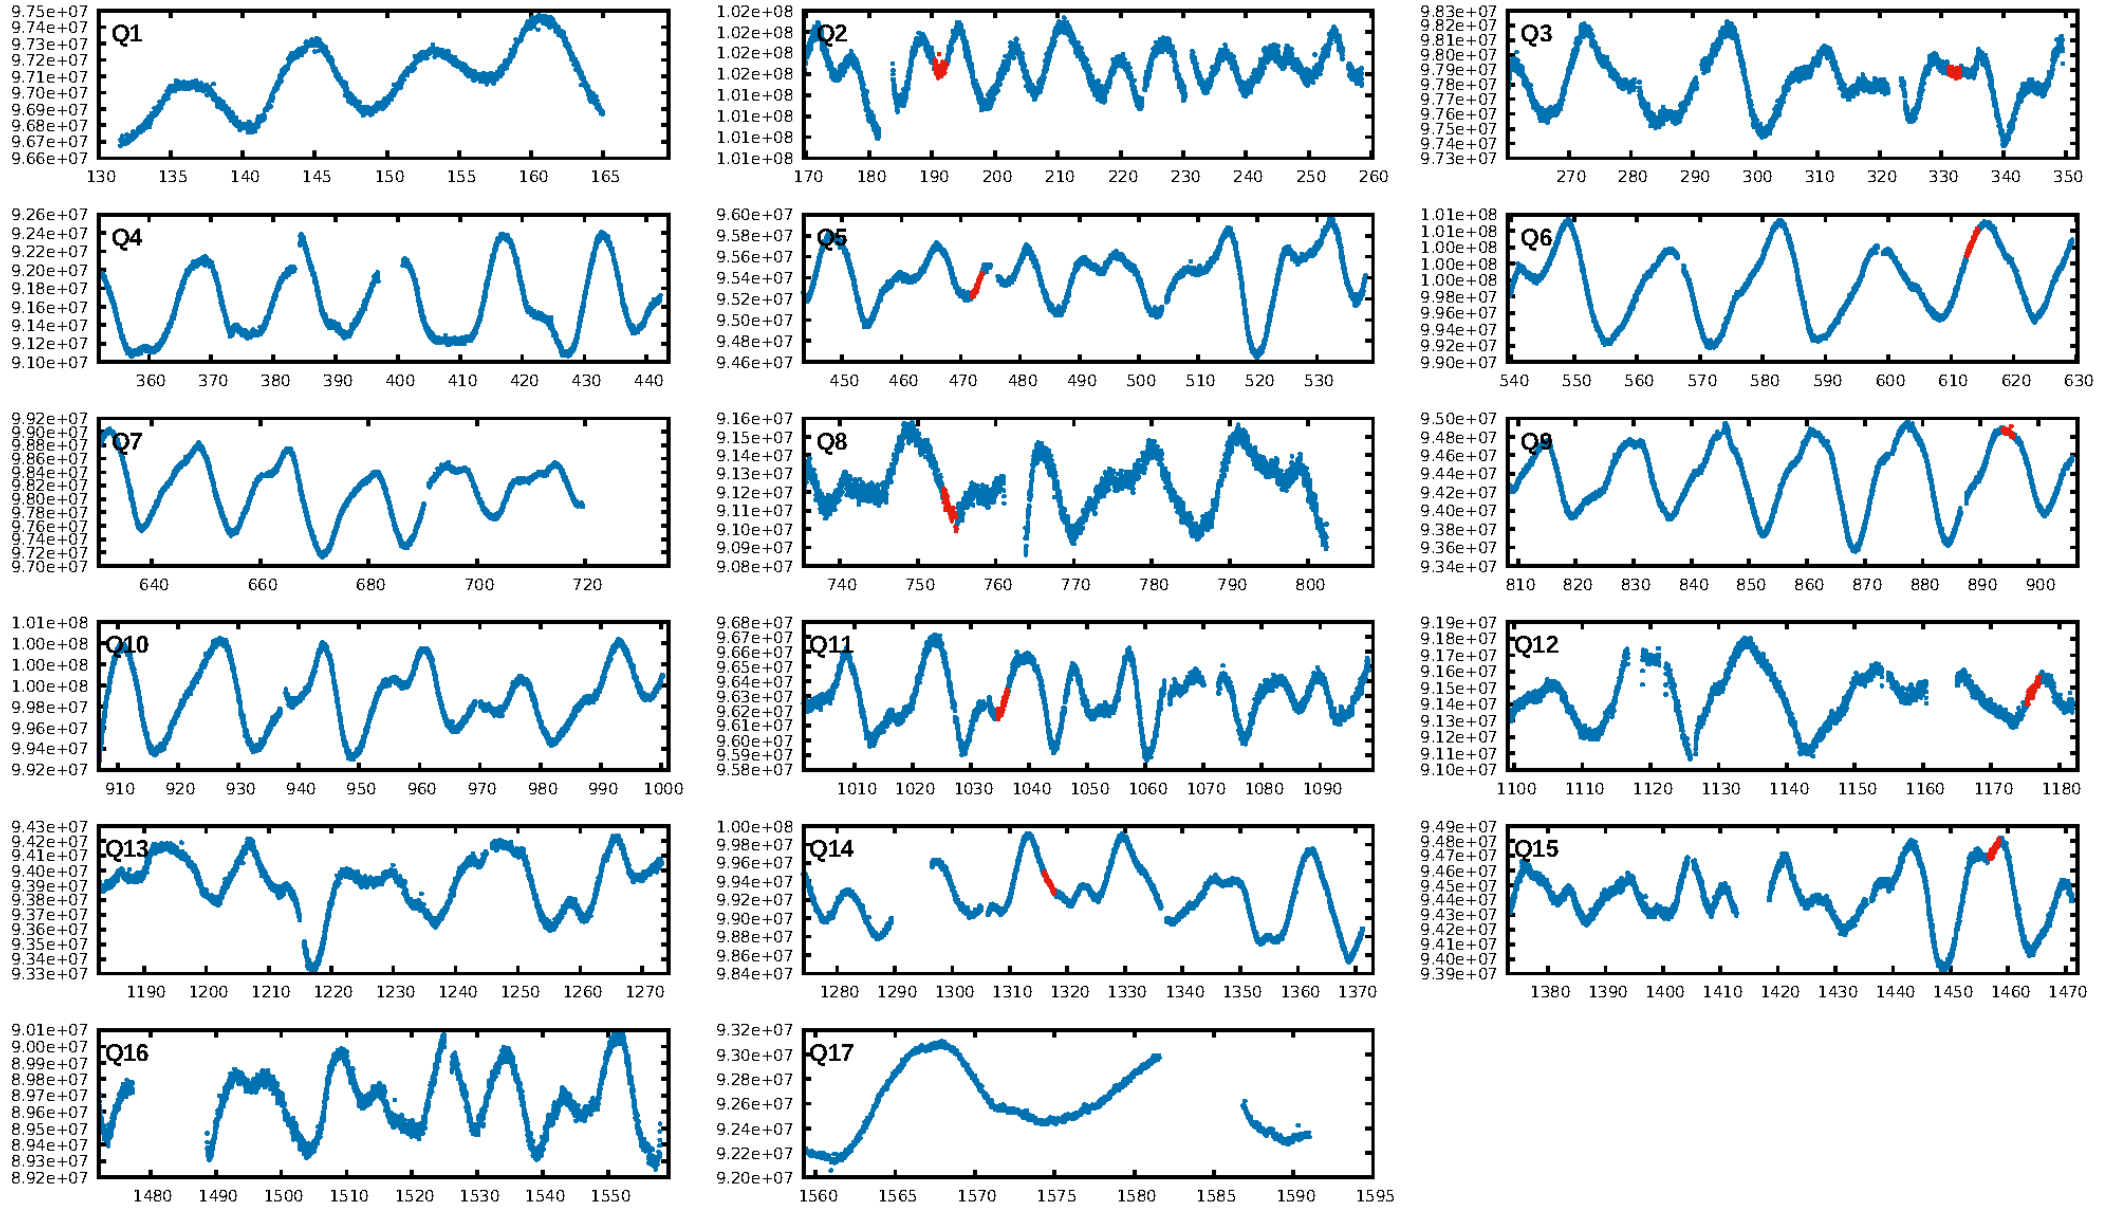 9.75e+07 9.74e+07 9.73e+07 9.72e+07 9.71e+07 9.70e+07 9.69e+07 9.68e+07 9.67e+07 9.66e+07
Q1
130 135 140 145 150 155 160 165
1.02e+08 1.02e+08 1.02e+08 1.02e+08 1.01e+08 1.01e+08 1.01e+08 1.01e+08
Q2
170 180 190 200 210 220 230 240 250 260
9.83e+07 9.81e+07 9.80e+07 9.79e+07 9.77e+07 9.76e+07 9.75e+07 9.73e+07
Q3
270 280 290 300 310 320 330 340 350
9.26e+07 9.24e+07 9.22e+07 9.20e+07 9.18e+07 9.16e+07 9.14e+07 9.12e+07 9.10e+07
Q4
360 370 380 390 400 410 420 430 440
9.60e+07 9.58e+07 9.56e+07 9.54e+07 9.52e+07 9.50e+07 9.48e+07 9.46e+07
Q5
450 460 470 480 490 500 510 520 530
1.01e+08 1.00e+08 1.00e+08 1.00e+08 9.98e+07 9.96e+07 9.94e+07 9.92e+07 9.90e+07
Q6
540 550 560 570 580 590 600 610 620 630
9.92e+07 9.90e+07 9.88e+07 9.86e+07 9.84e+07 9.82e+07 9.80e+07 9.78e+07 9.76e+07 9.74e+07 9.72e+07 9.70e+07
Q7
640 660 680 700 720
9.16e+07 9.15e+07 9.14e+07 9.13e+07 9.12e+07 9.11e+07 9.10e+07 9.09e+07 9.08e+07
Q8
740 750 760 770 780 790 800
9.50e+07 9.48e+07 9.46e+07 9.44e+07 9.42e+07 9.40e+07 9.38e+07 9.36e+07 9.34e+07
Q9
810 820 830 840 850 860 870 880 890 900
1.01e+08 1.00e+08 1.00e+08 1.00e+08 9.98e+07 9.96e+07 9.94e+07 9.92e+07
Q10
910 920 930 940 950 960 970 980 990 1000
9.68e+07 9.67e+07 9.66e+07 9.65e+07 9.64e+07 9.63e+07 9.62e+07 9.61e+07 9.60e+07 9.59e+07 9.58e+07
Q11
1010 1020 1030 1040 1050 1060 1070 1080 1090
9.19e+07 9.18e+07 9.17e+07 9.16e+07 9.15e+07 9.14e+07 9.13e+07 9.12e+07 9.11e+07 9.10e+07
Q12
1100 1110 1120 1130 1140 1150 1160 1170 1180
9.43e+07 9.42e+07 9.41e+07 9.40e+07 9.39e+07 9.38e+07 9.37e+07 9.36e+07 9.35e+07 9.34e+07 9.33e+07
Q13
1190 1200 1210 1220 1230 1240 1250 1260 1270
1.00e+08 9.98e+07 9.96e+07 9.94e+07 9.92e+07 9.90e+07 9.88e+07 9.86e+07 9.84e+07
Q14
1280 1290 1300 1310 1320 1330 1340 1350 1360 1370
9.49e+07 9.48e+07 9.47e+07 9.46e+07 9.45e+07 9.44e+07 9.43e+07 9.42e+07 9.41e+07 9.40e+07 9.39e+07
Q15
1380 1390 1400 1410 1420 1430 1440 1450 1460 1470
9.01e+07 9.00e+07 8.99e+07 8.98e+07 8.97e+07 8.96e+07 8.95e+07 8.94e+07 8.93e+07 8.92e+07
Q16
1480 1490 1500 1510 1520 1530 1540 1550
9.32e+07 9.30e+07 9.28e+07 9.26e+07 9.24e+07 9.22e+07 9.20e+07
Q17
1560 1565 1570 1575 1580 1585 1590 1595